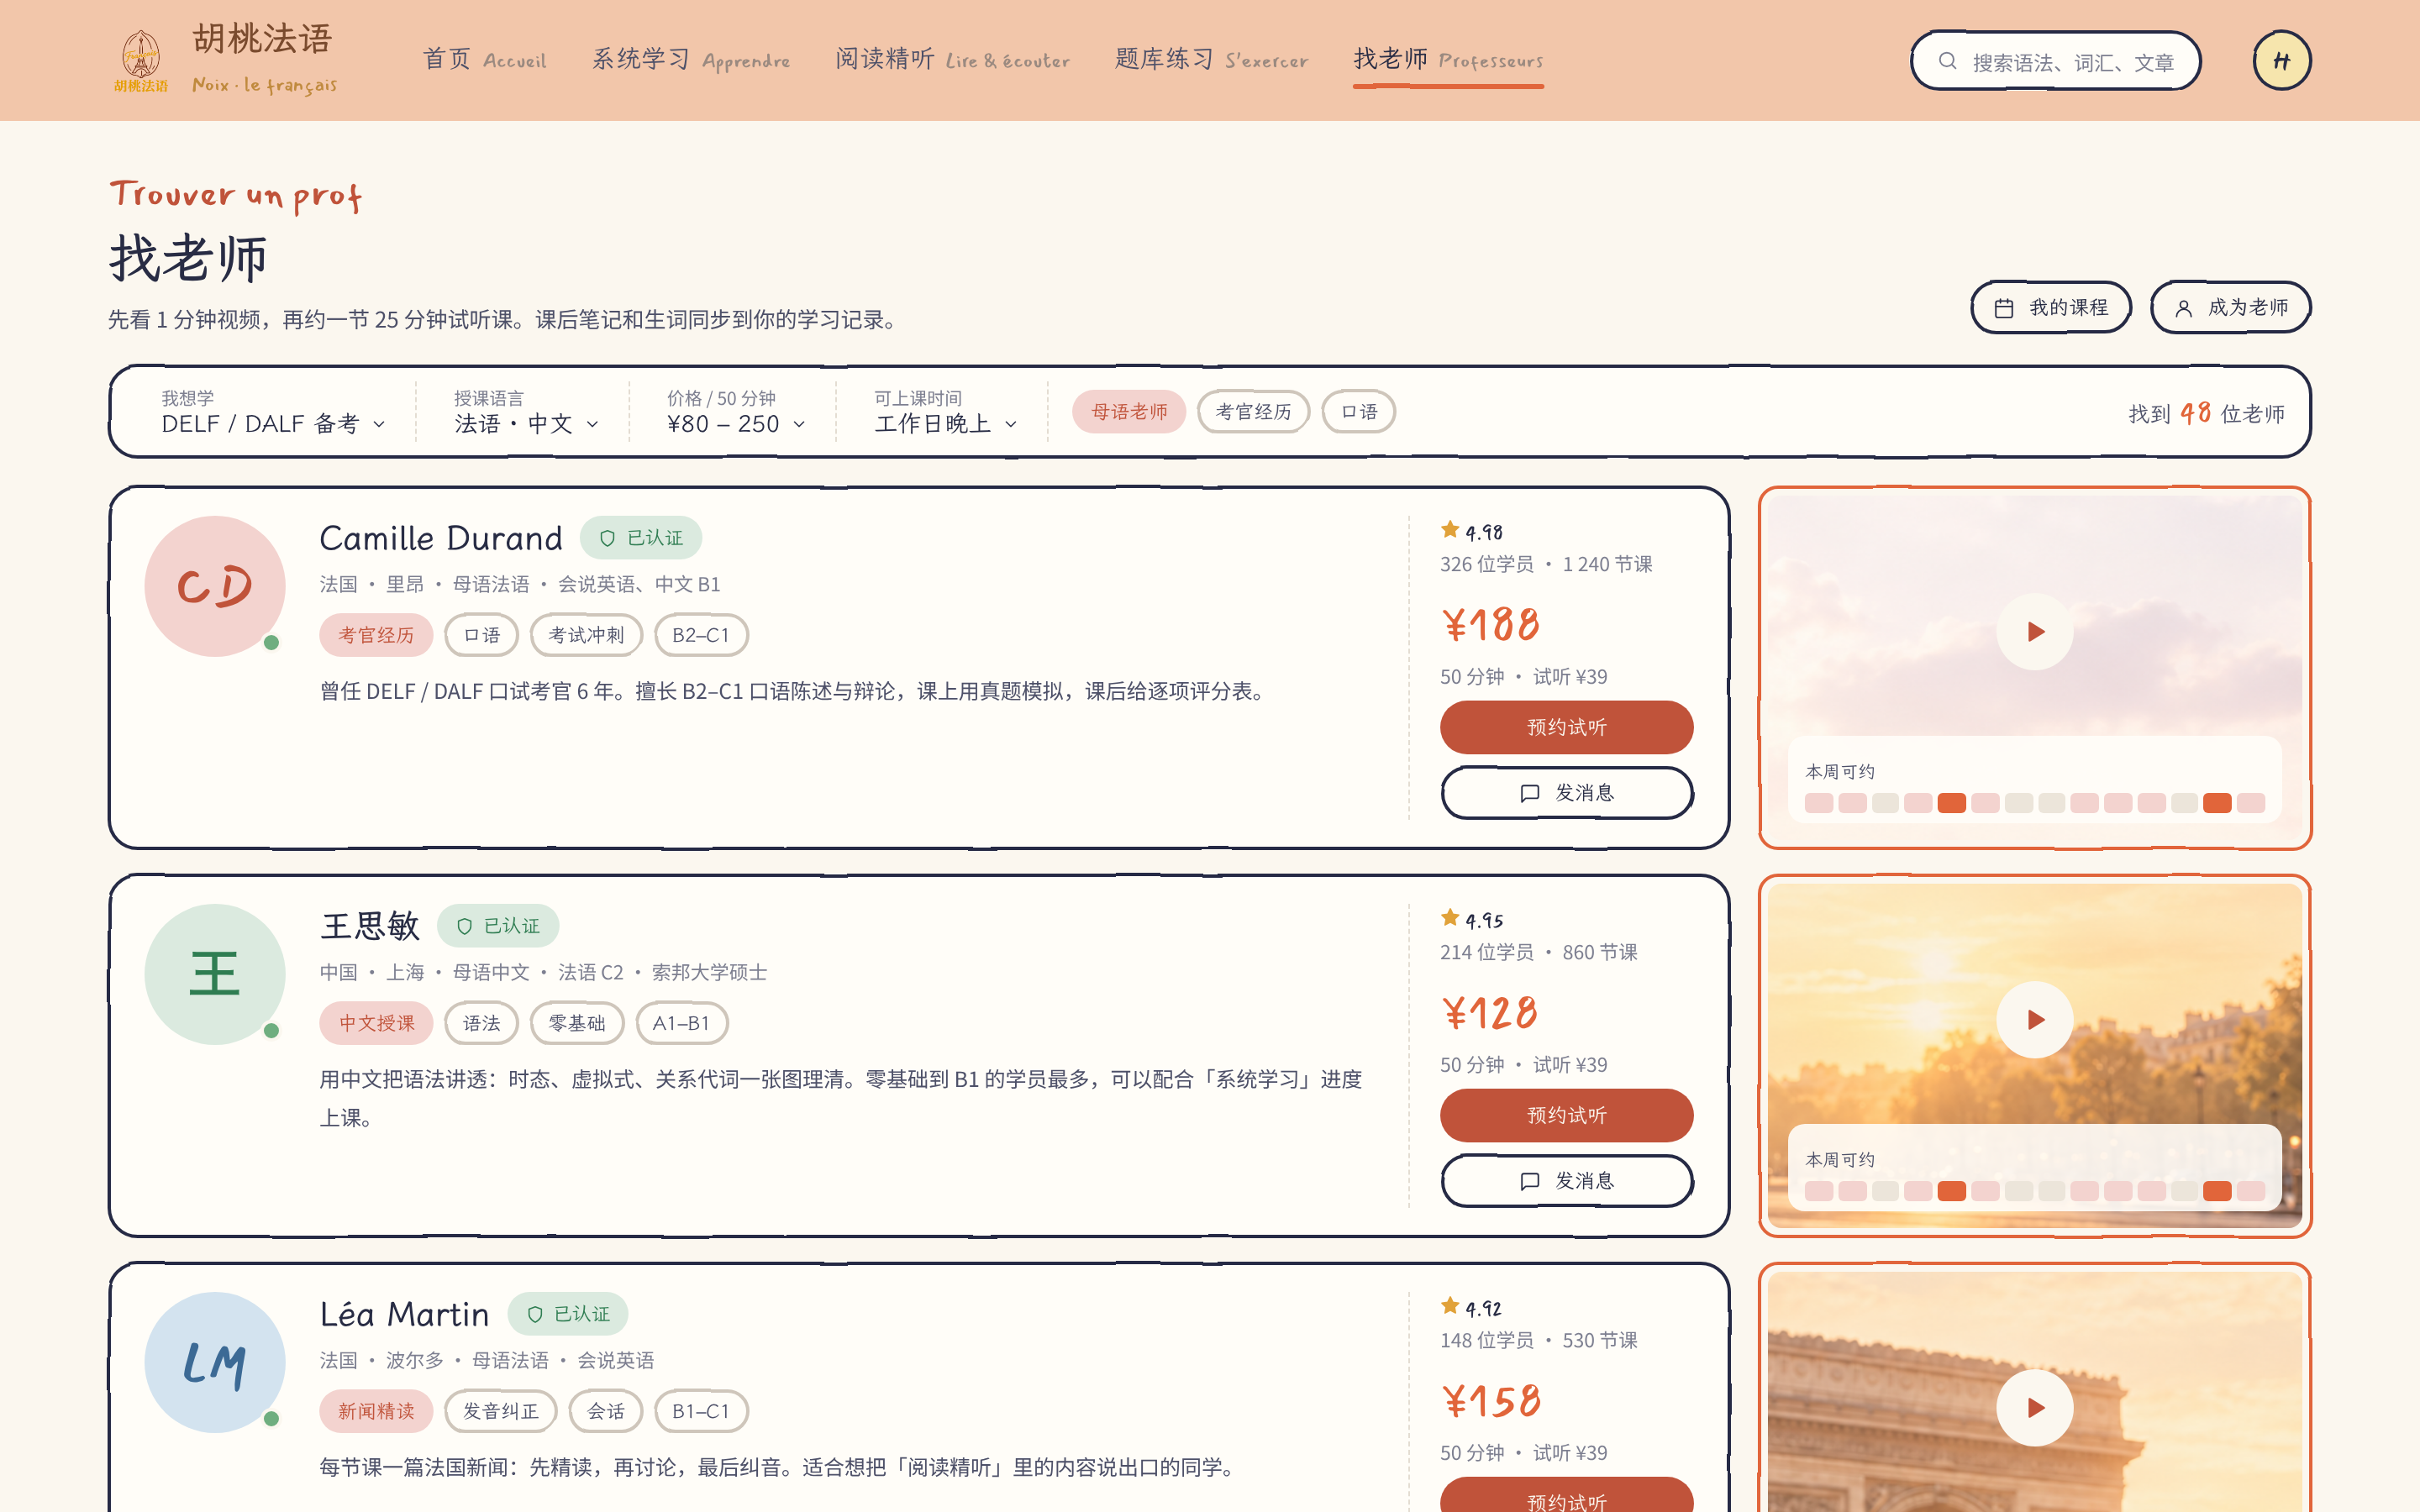 胡桃法语
Français
胡桃法语
Noix · le français
首页 Accueil
系统学习 Apprendre
阅读精听 Lire & écouter
题库练习 S'exercer
找老师 Professeurs
搜索语法、词汇、文章
H
Trouver un prof
找老师
先看 1 分钟视频，再约一节 25 分钟试听课。课后笔记和生词同步到你的学习记录。
我的课程
成为老师
我想学
DELF / DALF 备考
授课语言
法语・中文
价格 / 50 分钟
¥80 – 250
可上课时间
工作日晚上
母语老师
考官经历
口语
找到 48 位老师
CD
Camille Durand
已认证
法国 · 里昂 · 母语法语 · 会说英语、中文 B1
考官经历
口语
考试冲刺
B2–C1
曾任 DELF / DALF 口试考官 6 年。擅长 B2–C1 口语陈述与辩论，课上用真题模拟，课后给逐项评分表。
4.98
326 位学员 · 1 240 节课
¥188
50 分钟 · 试听 ¥39
预约试听
发消息
本周可约
王
王思敏
已认证
中国 · 上海 · 母语中文 · 法语 C2 · 索邦大学硕士
中文授课
语法
零基础
A1–B1
用中文把语法讲透：时态、虚拟式、关系代词一张图理清。零基础到 B1 的学员最多，可以配合「系统学习」进度
上课。
4.95
214 位学员 · 860 节课
¥128
50 分钟 · 试听 ¥39
预约试听
发消息
本周可约
LM
Léa Martin
已认证
法国 · 波尔多 · 母语法语 · 会说英语
新闻精读
发音纠正
会话
B1–C1
每节课一篇法国新闻：先精读，再讨论，最后纠音。适合想把「阅读精听」里的内容说出口的同学。
4.92
148 位学员 · 530 节课
¥158
50 分钟 · 试听 ¥39
预约试听